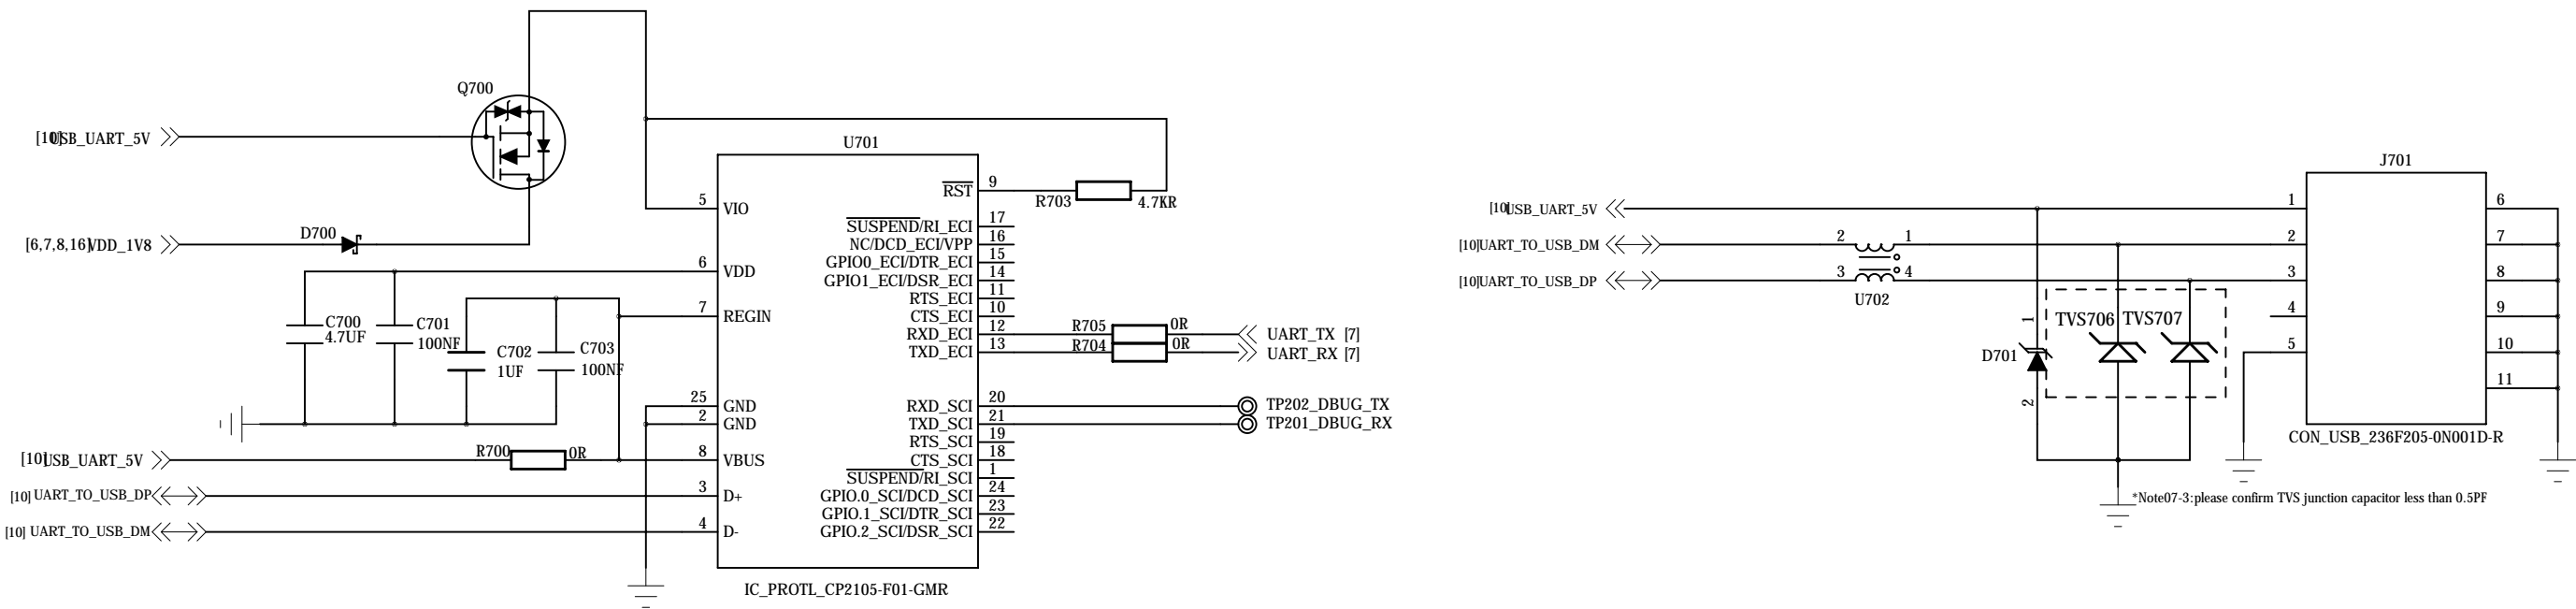 Q700
[10]USB_UART_5V
[6,7,8,16]VDD_1V8
D700
C700
4.7UF
C701
100NF
C702
1UF
C703
100NF
[10]USB_UART_5V
R700
0R
[10] UART_TO_USB_DP
[10] UART_TO_USB_DM
U701
5 VIO
6 VDD
7 REGIN
25 GND
2 GND
8 VBUS
3 D+
4 D-
RST 9
SUSPEND/RI_ECI 17
NC/DCD_ECI/VPP 16
GPIO0_ECI/DTR_ECI 15
GPIO1_ECI/DSR_ECI 14
RTS_ECI 11
CTS_ECI 10
RXD_ECI 12
TXD_ECI 13
RXD_SCI 20
TXD_SCI 21
RTS_SCI 19
CTS_SCI 18
SUSPEND/RI_SCI 1
GPIO.0_SCI/DCD_SCI 24
GPIO.1_SCI/DTR_SCI 23
GPIO.2_SCI/DSR_SCI 22
IC_PROTL_CP2105-F01-GMR
R703
4.7KR
R705
0R
UART_TX [7]
R704
0R
UART_RX [7]
TP202_DBUG_TX
TP201_DBUG_RX
[10]USB_UART_5V
[10]UART_TO_USB_DM
[10]UART_TO_USB_DP
2 1
3 4
U702
1
D701
2
TVS706
TVS707
J701
1 6
2 7
3 8
4 9
5 10
11
CON_USB_236F205-0N001D-R
*Note07-3:please confirm TVS junction capacitor less than 0.5PF